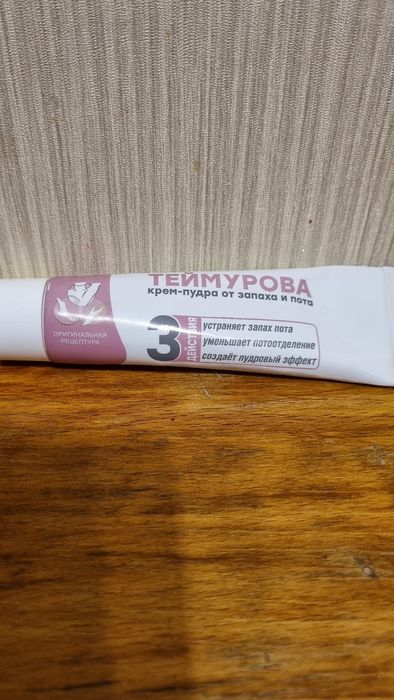 ТЕЙМУРОВА
крем-пудра от запаха и пота
ОРИГИНАЛЬНАЯ
РЕЦЕПТУРА
3
ДЕЙСТВИЯ
устраняет запах пота
уменьшает потоотделение
создаёт пудровый эффект